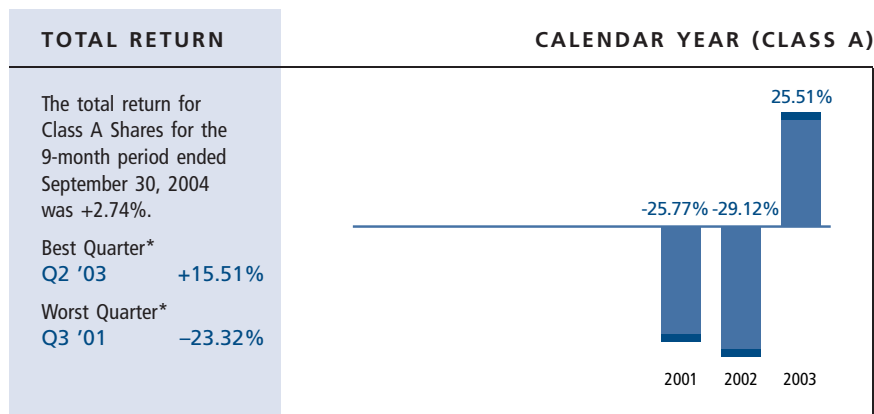 TOTAL RETURN
The total return for
Class A Shares for the
9-month period ended
September 30, 2004
was +2.74%.
Best Quarter*
Q2 ’03 +15.51%
Worst Quarter*
Q3 ’01 –23.32%
CALENDAR YEAR (CLASS A)
25.51%
-25.77% -29.12%
2001 2002 2003